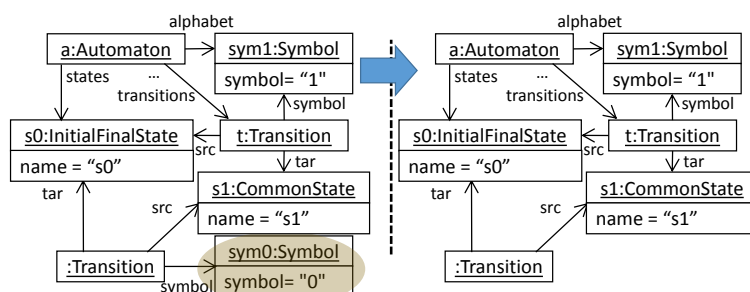 alphabet
a:Automaton
sym1:Symbol
symbol= “1"
states
...
transitions
symbol
s0:InitialFinalState
name = “s0”
src
t:Transition
tar
tar
s1:CommonState
name = “s1”
src
:Transition
symbol
sym0:Symbol
symbol= "0"
alphabet
a:Automaton
sym1:Symbol
symbol= “1"
states
...
transitions
symbol
s0:InitialFinalState
name = “s0”
src
t:Transition
tar
tar
s1:CommonState
name = “s1”
src
:Transition